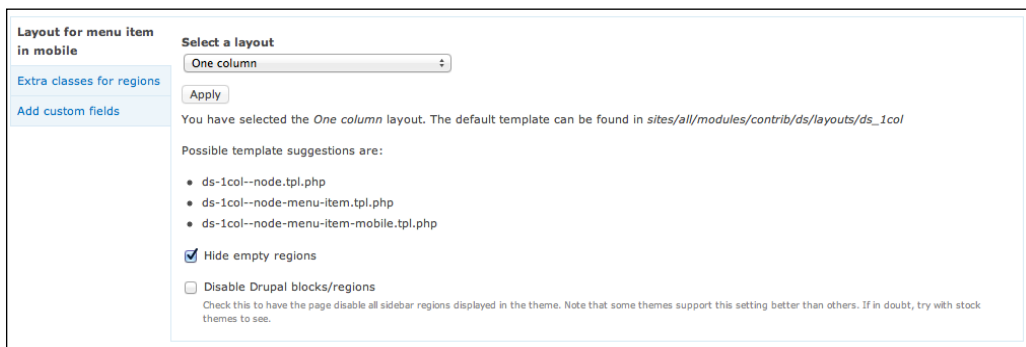 Layout for menu item
in mobile
Extra classes for regions
Add custom fields
Select a layout
One column
Apply
You have selected the One column layout. The default template can be found in sites/all/modules/contrib/ds/layouts/ds_1col
Possible template suggestions are:
ds-1col--node.tpl.php
ds-1col--node-menu-item.tpl.php
ds-1col--node-menu-item-mobile.tpl.php
Hide empty regions
Disable Drupal blocks/regions
Check this to have the page disable all sidebar regions displayed in the theme. Note that some themes support this setting better than others. If in doubt, try with stock
themes to see.